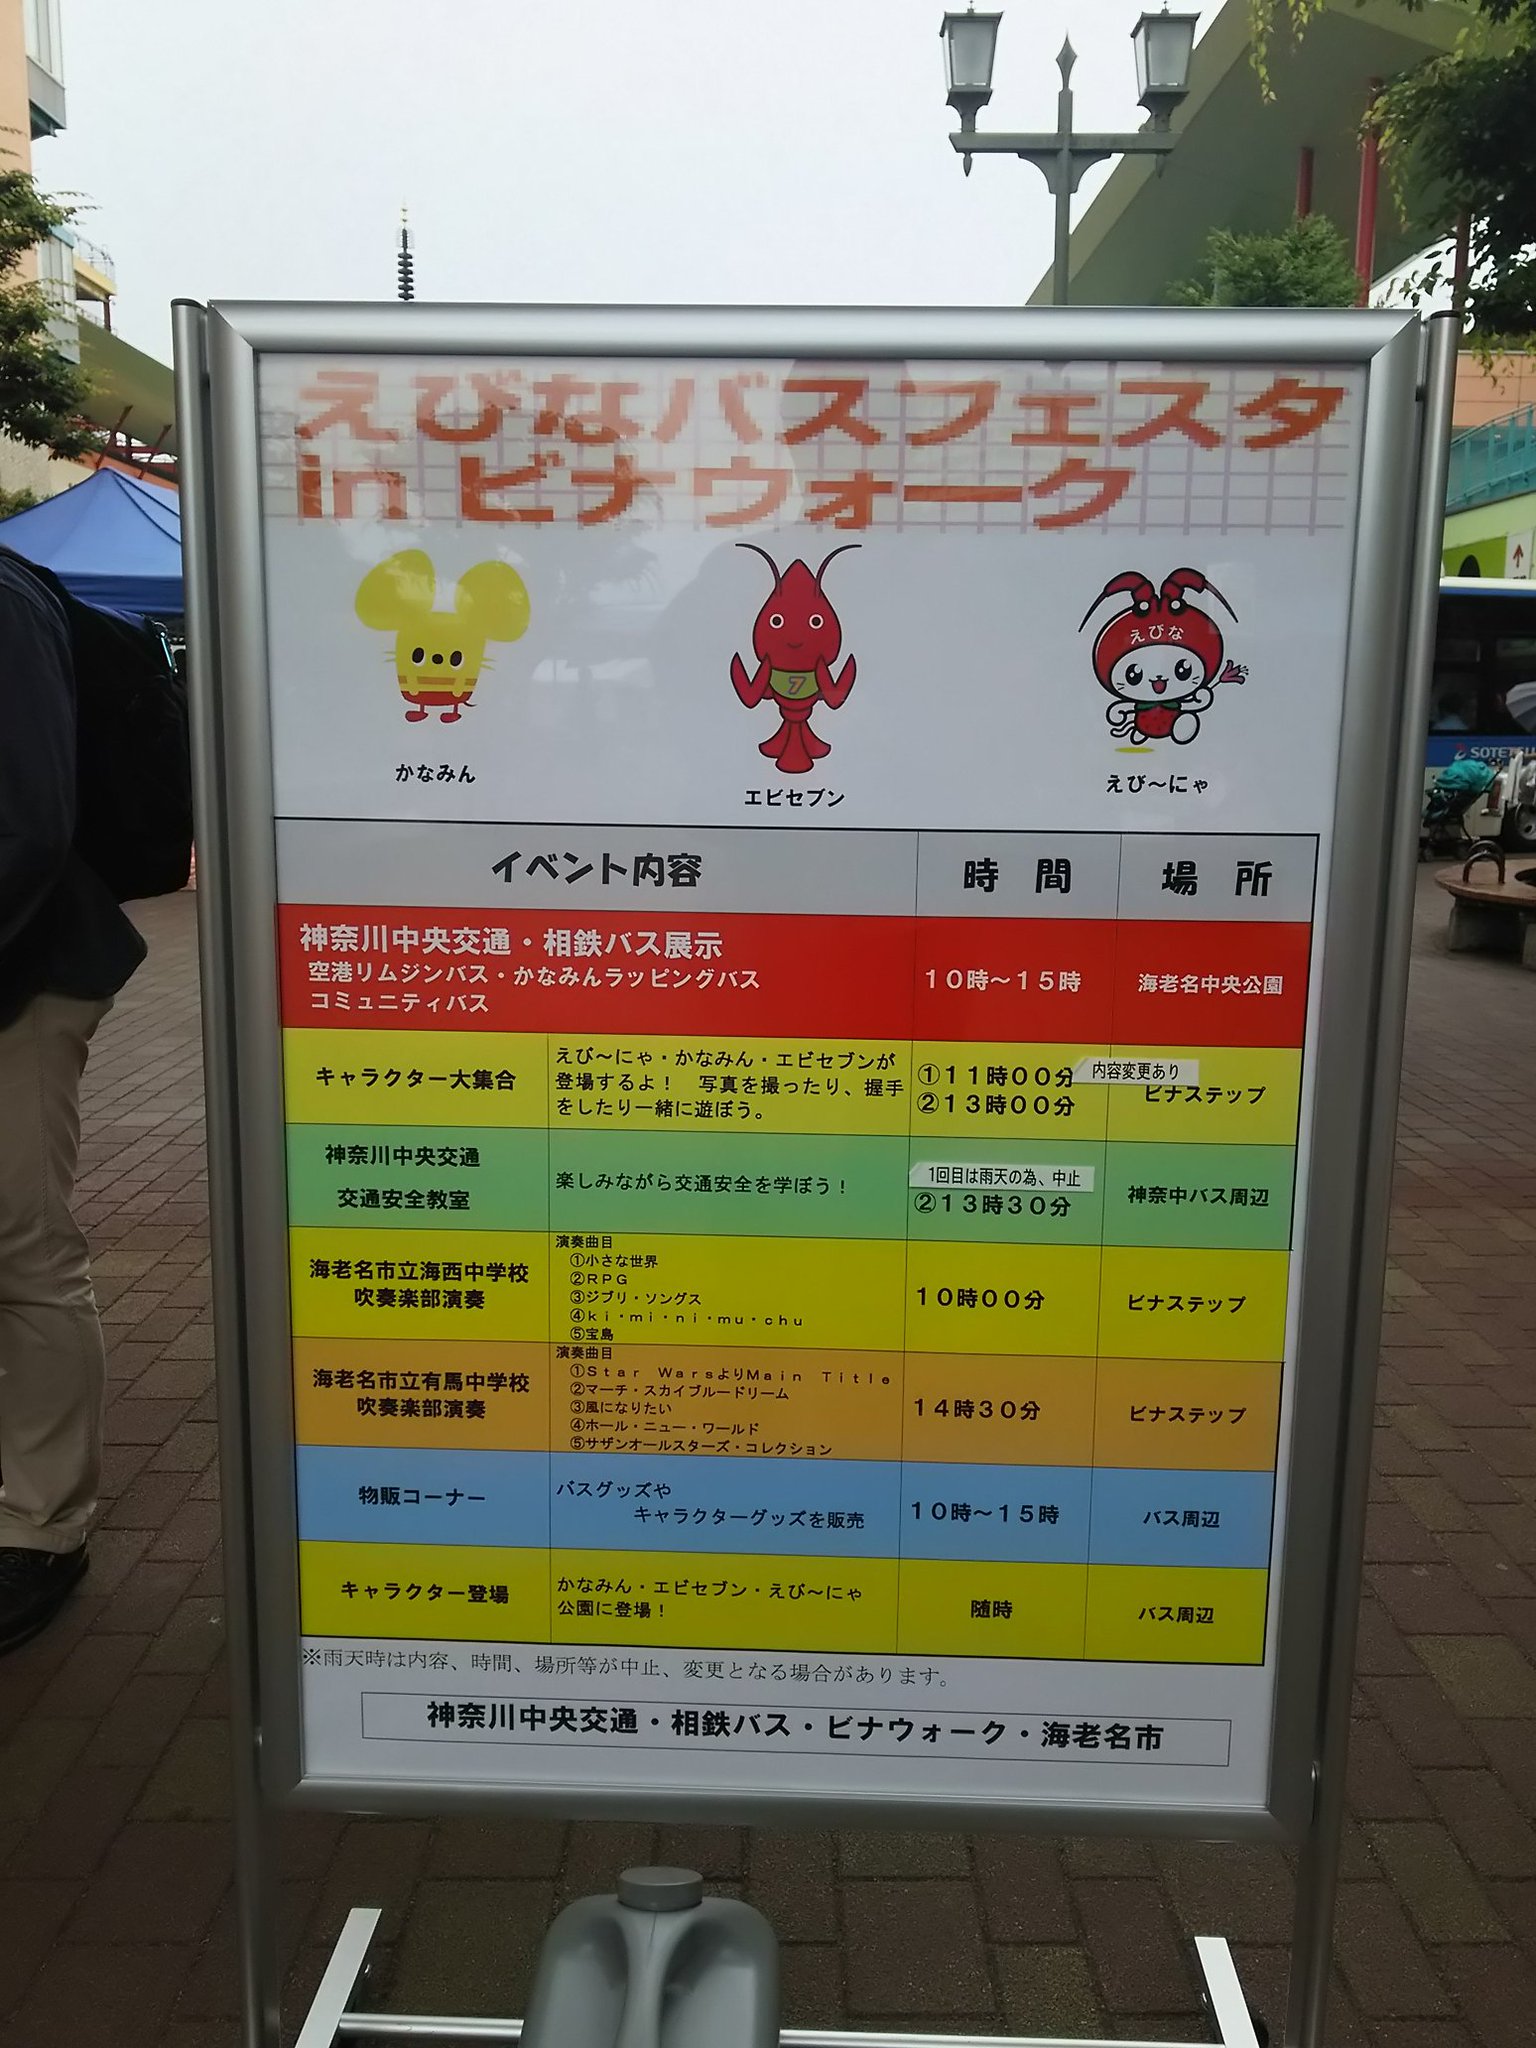 えびなバスフェスタ
in ビナウォーク
えびな
7
かなみん
エビセブン
えび〜にゃ
イベント内容 時間 場所
神奈川中央交通・相鉄バス展示
空港リムジンバス・かなみんラッピングバス
コミュニティバス
10時〜15時
海老名中央公園
キャラクター大集合
えび〜にゃ・かなみん・エビセブンが
登場するよ！ 写真を撮ったり、握手
をしたり一緒に遊ぼう。
①11時00分
②13時00分
内容変更あり
ビナステップ
神奈川中央交通
交通安全教室
楽しみながら交通安全を学ぼう！
1回目は雨天の為、中止
②13時30分
神奈中バス周辺
海老名市立海西中学校
吹奏楽部演奏
演奏曲目
①小さな世界
②RPG
③ジブリ・ソングス
④ki・mi・ni・mu・chu
⑤宝島
10時00分
ビナステップ
海老名市立有馬中学校
吹奏楽部演奏
演奏曲目
①Star WarsよりMain Title
②マーチ・スカイブルードリーム
③風になりたい
④ホール・ニュー・ワールド
⑤サザンオールスターズ・コレクション
14時30分
ビナステップ
物販コーナー
バスグッズや
キャラクターグッズを販売
10時〜15時
バス周辺
キャラクター登場
かなみん・エビセブン・えび〜にゃ
公園に登場！
随時
バス周辺
※雨天時は内容、時間、場所等が中止、変更となる場合があります。
神奈川中央交通・相鉄バス・ビナウォーク・海老名市